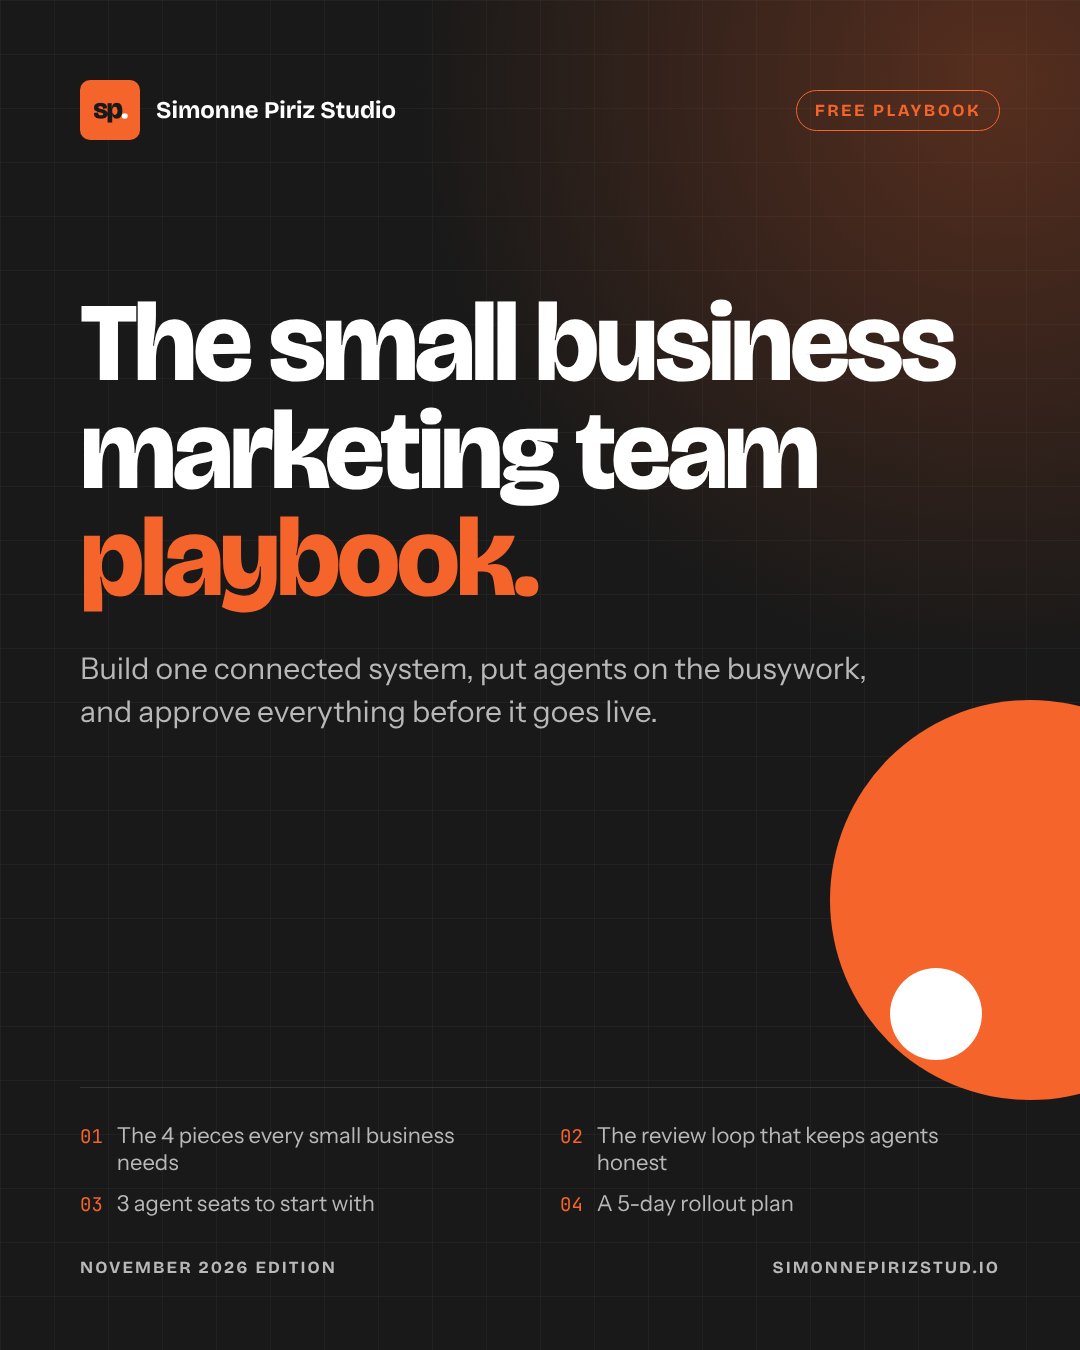 sp.
Simonne Piriz Studio
FREE PLAYBOOK
The small business
marketing team
playbook.
Build one connected system, put agents on the busywork,
and approve everything before it goes live.
01 The 4 pieces every small business
needs
02 The review loop that keeps agents
honest
03 3 agent seats to start with
04 A 5-day rollout plan
NOVEMBER 2026 EDITION
SIMONNEPIRIZSTUD.IO